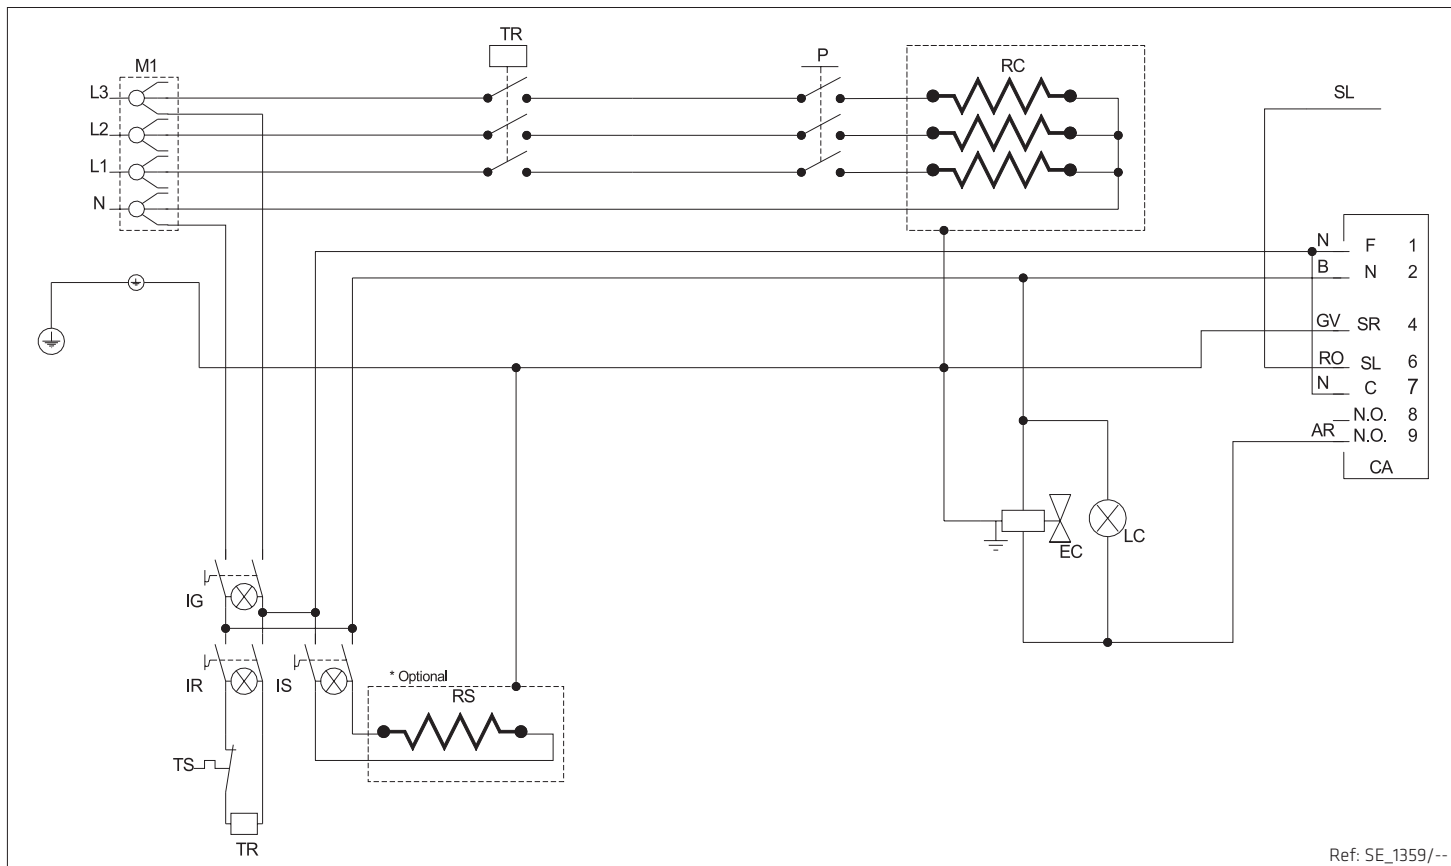 TR
M1
P
RC
L3
SL
L2
L1
N
N F 1
B N 2
GV SR 4
RO SL 6
N C 7
N.O. 8
AR N.O. 9
CA
EC
LC
IG
IR
IS
* Optional
RS
TS
TR
Ref: SE_1359/--